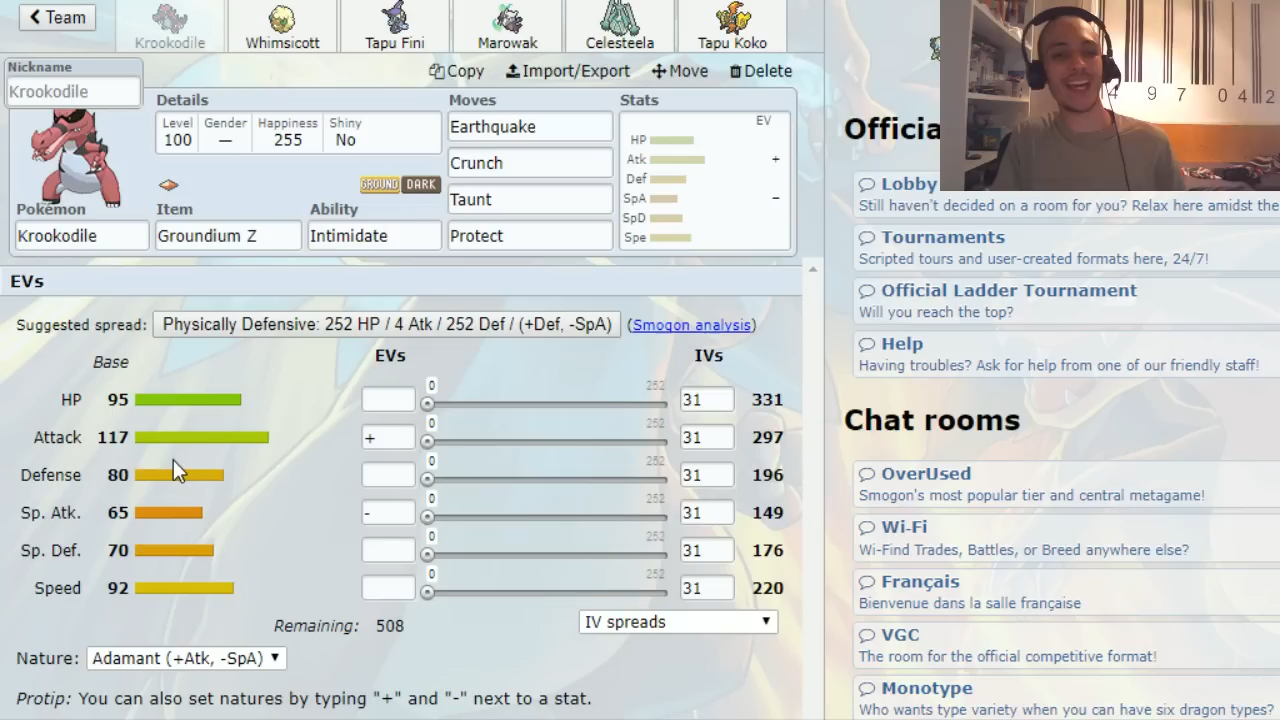 Team
Krookodile
Whimsicott
Tapu Fini
Marowak
Celesteela
Tapu Koko
Nickname
Krookodile
Copy
Import/Export
Move
Delete
Details
Moves
Stats
Level
100
Gender
—
Happiness
255
Shiny
No
GROUND DARK
Pokémon
Krookodile
Item
Groundium Z
Ability
Intimidate
Earthquake
Crunch
Taunt
Protect
EV
HP
Atk +
Def
SpA −
SpD
Spe
EVs
Suggested spread: Physically Defensive: 252 HP / 4 Atk / 252 Def / (+Def, -SpA) (Smogon analysis)
Base EVs IVs
0 252
HP 95 31 331
0 252
Attack 117 + 31 297
0 252
Defense 80 31 196
0 252
Sp. Atk. 65 - 31 149
0 252
Sp. Def. 70 31 176
0 252
Speed 92 31 220
Remaining: 508
IV spreads
Nature: Adamant (+Atk, -SpA)
Protip: You can also set natures by typing "+" and "-" next to a stat.
4 97 042
Officia
Lobby
Still haven't decided on a room for you? Relax here amidst the
Tournaments
Scripted tours and user-created formats here, 24/7!
Official Ladder Tournament
Will you reach the top?
Help
Having troubles? Ask for help from one of our friendly staff!
Chat rooms
OverUsed
Smogon's most popular tier and central metagame!
Wi-Fi
Wi-Find Trades, Battles, or Breed anywhere else?
Français
Bienvenue dans la salle française
VGC
The room for the official competitive format!
Monotype
Who wants type variety when you can have six dragon types?